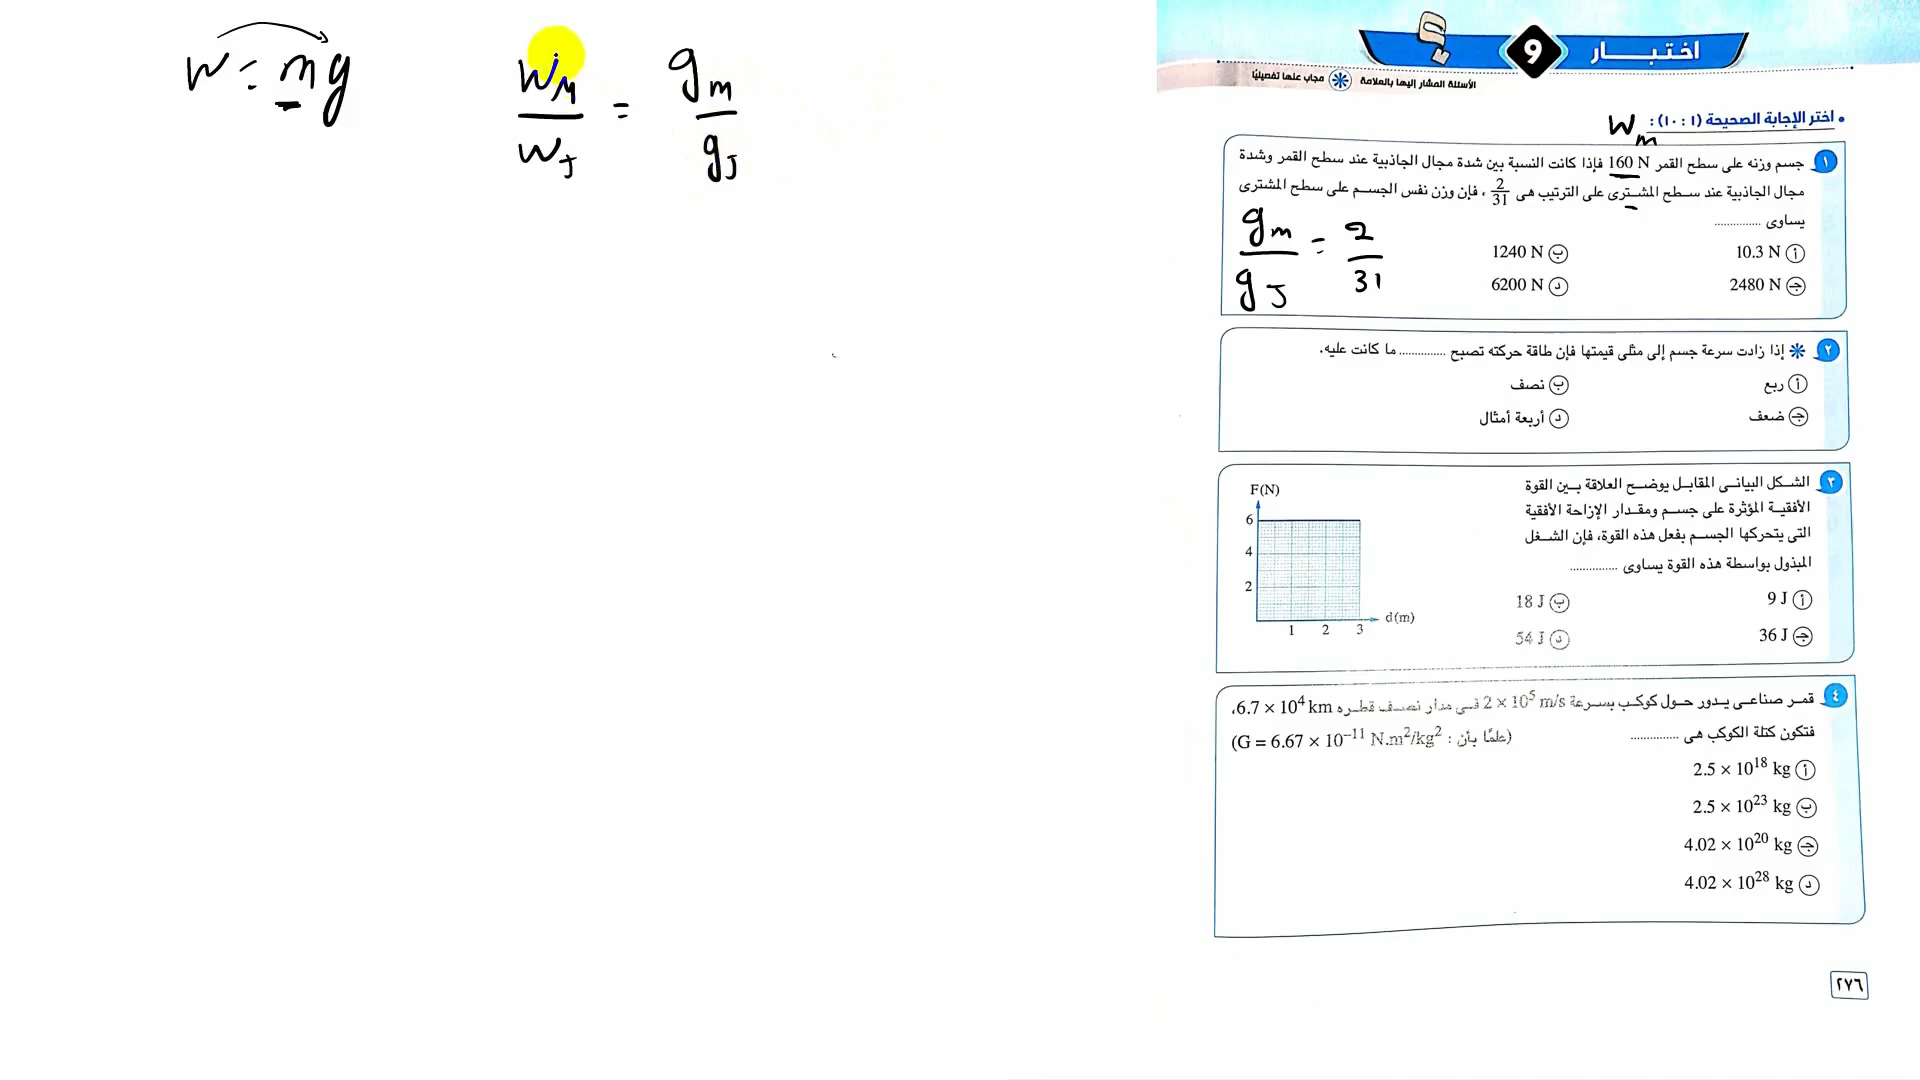 w = mg
w_M / w_J = g_m / g_J
اختبار 9
الأسئلة المشار إليها بالعلامة * مجاب عنها تفصيليًا
• اختر الإجابة الصحيحة (١ : ١٠) :
w_m
١ جسم وزنه على سطح القمر 160 N فإذا كانت النسبة بين شدة مجال الجاذبية عند سطح القمر وشدة
مجال الجاذبية عند سطح المشترى على الترتيب هى 2/31 ، فإن وزن نفس الجسم على سطح المشترى
يساوى ...............
g_m / g_J = 2 / 31
أ 10.3 N ب 1240 N
ج 2480 N د 6200 N
٢ * إذا زادت سرعة جسم إلى مثلى قيمتها فإن طاقة حركته تصبح ............... ما كانت عليه.
أ ربع ب نصف
ج ضعف د أربعة أمثال
٣ الشكل البيانى المقابل يوضح العلاقة بين القوة
الأفقية المؤثرة على جسم ومقدار الإزاحة الأفقية
التى يتحركها الجسم بفعل هذه القوة، فإن الشغل
المبذول بواسطة هذه القوة يساوى ...............
أ 9 J ب 18 J
ج 36 J د 54 J
F(N)
6
4
2
1 2 3 d(m)
٤ قمر صناعى يدور حول كوكب بسرعة 2 × 10⁵ m/s فى مدار نصف قطره 6.7 × 10⁴ km،
فتكون كتلة الكوكب هى ............... (علمًا بأن : G = 6.67 × 10⁻¹¹ N.m²/kg²)
أ 2.5 × 10¹⁸ kg
ب 2.5 × 10²³ kg
ج 4.02 × 10²⁰ kg
د 4.02 × 10²⁸ kg
٢٧٦